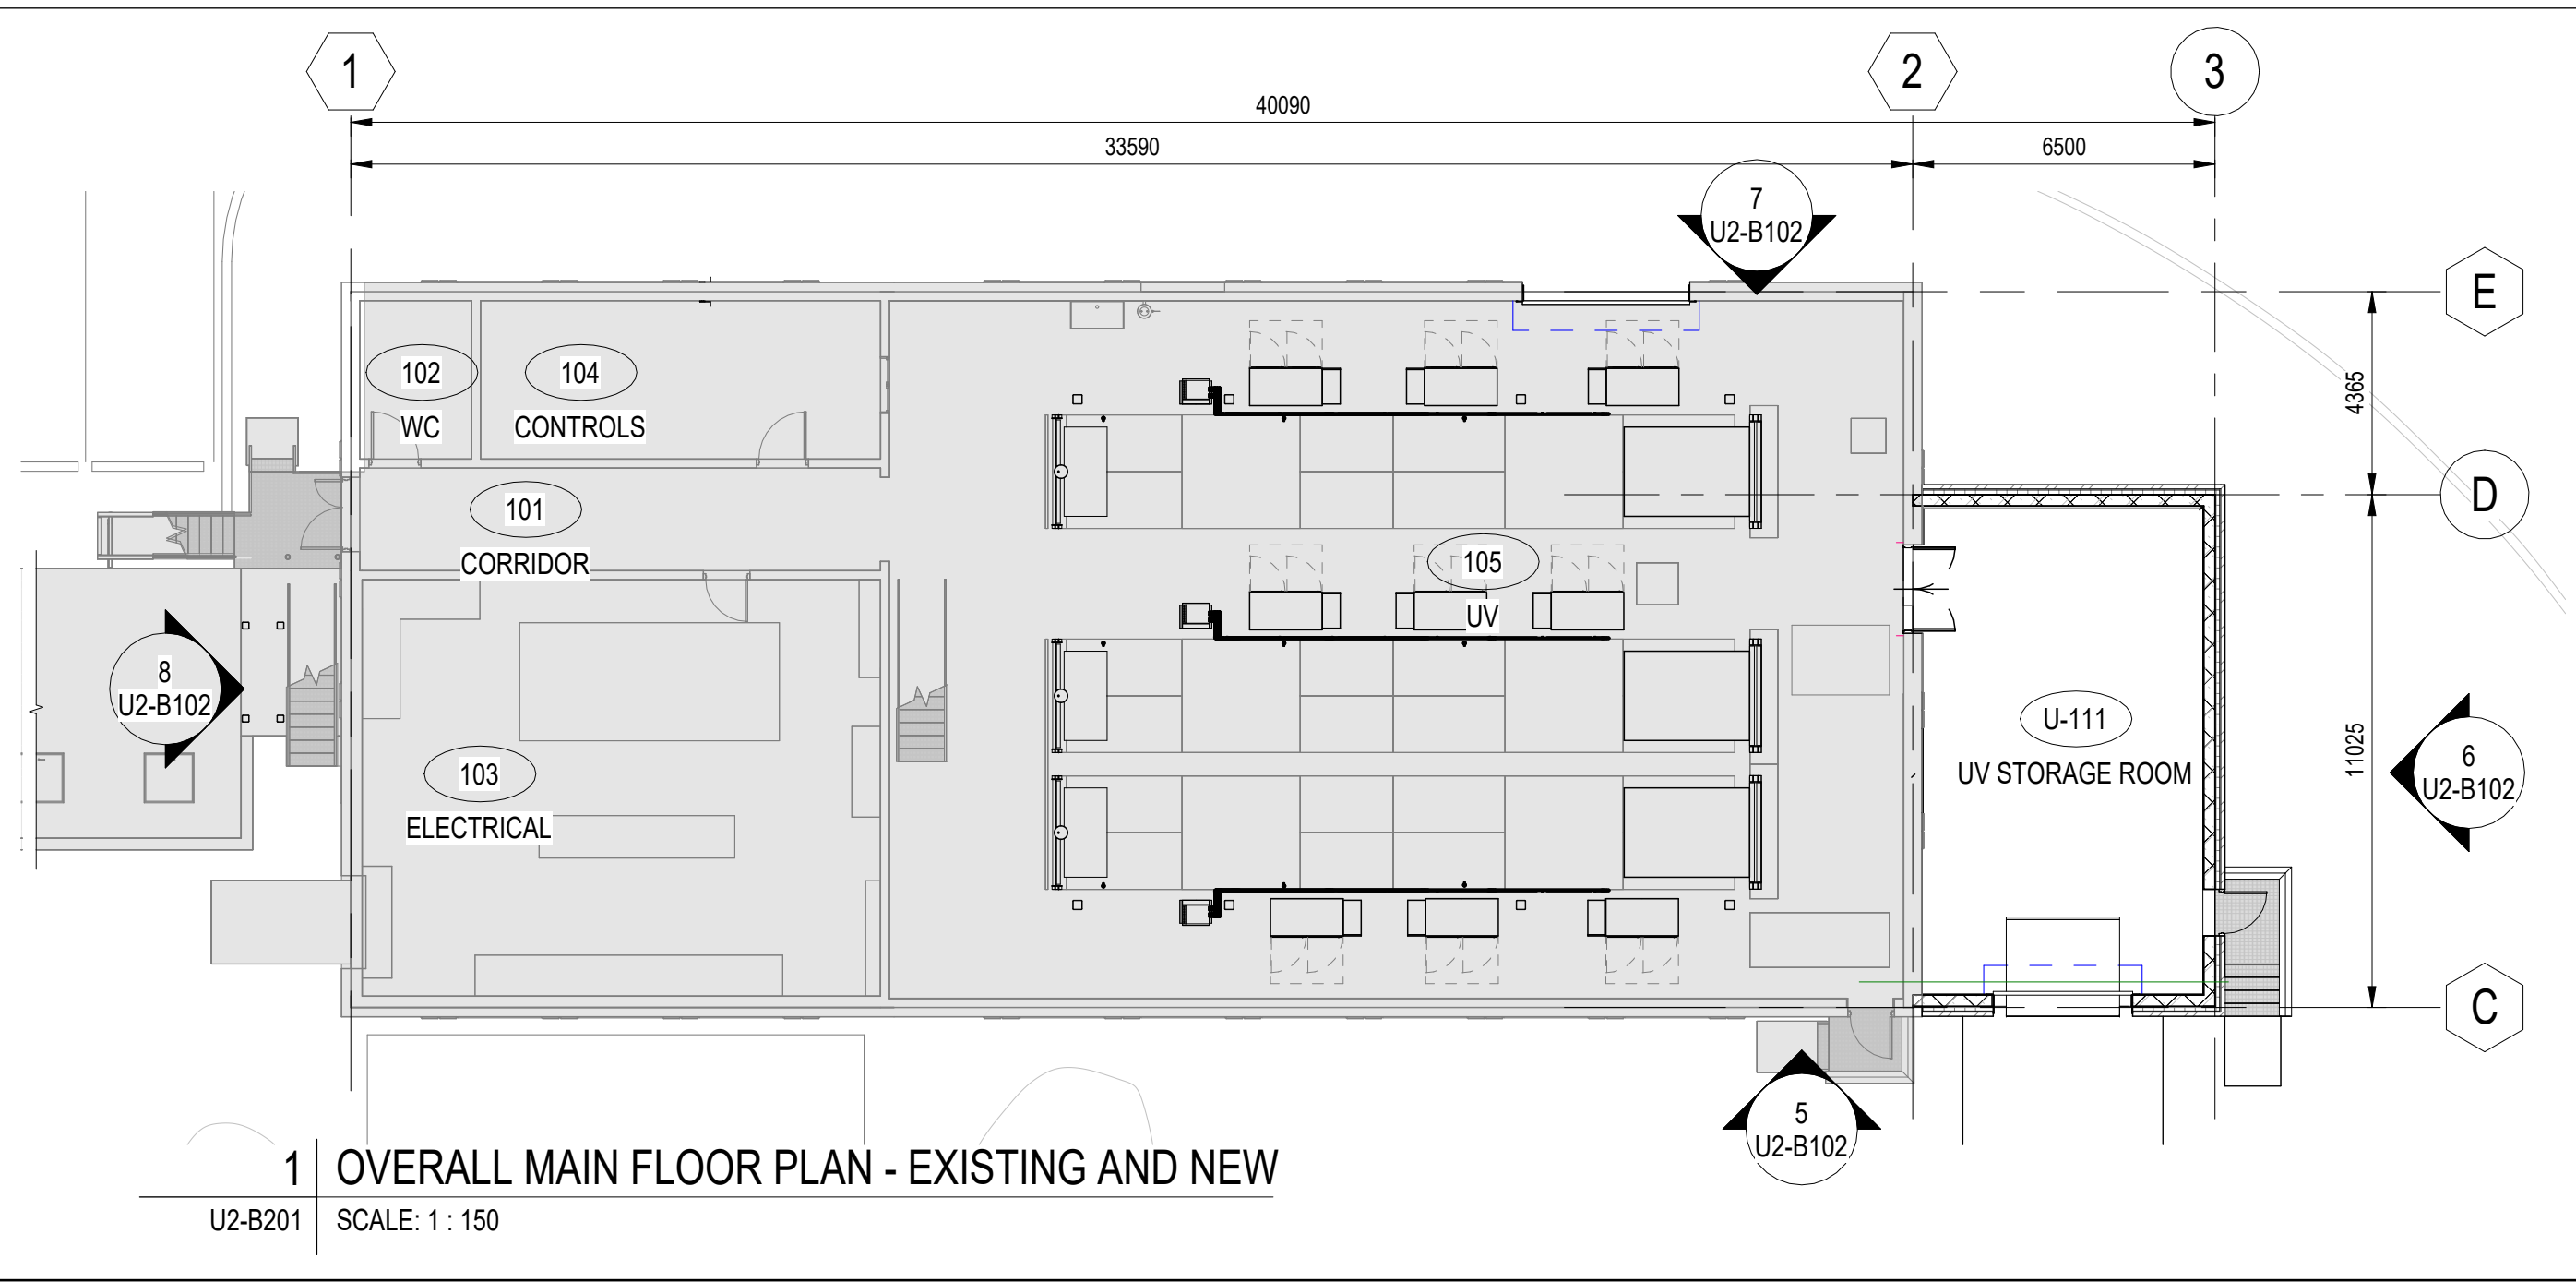 1
2
3
40090
33590
6500
7
U2-B102
E
4365
102
WC
104
CONTROLS
D
101
CORRIDOR
105
UV
8
U2-B102
U-111
UV STORAGE ROOM
11025
6
U2-B102
103
ELECTRICAL
C
5
U2-B102
1
OVERALL MAIN FLOOR PLAN - EXISTING AND NEW
U2-B201
SCALE: 1 : 150